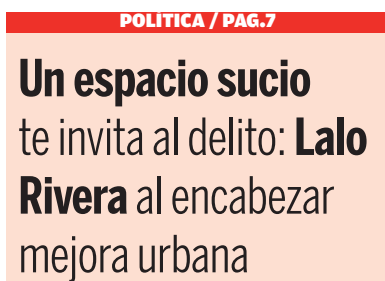 POLÍTICA / PAG.7
Un espacio sucio
te invita al delito: Lalo
Rivera al encabezar
mejora urbana